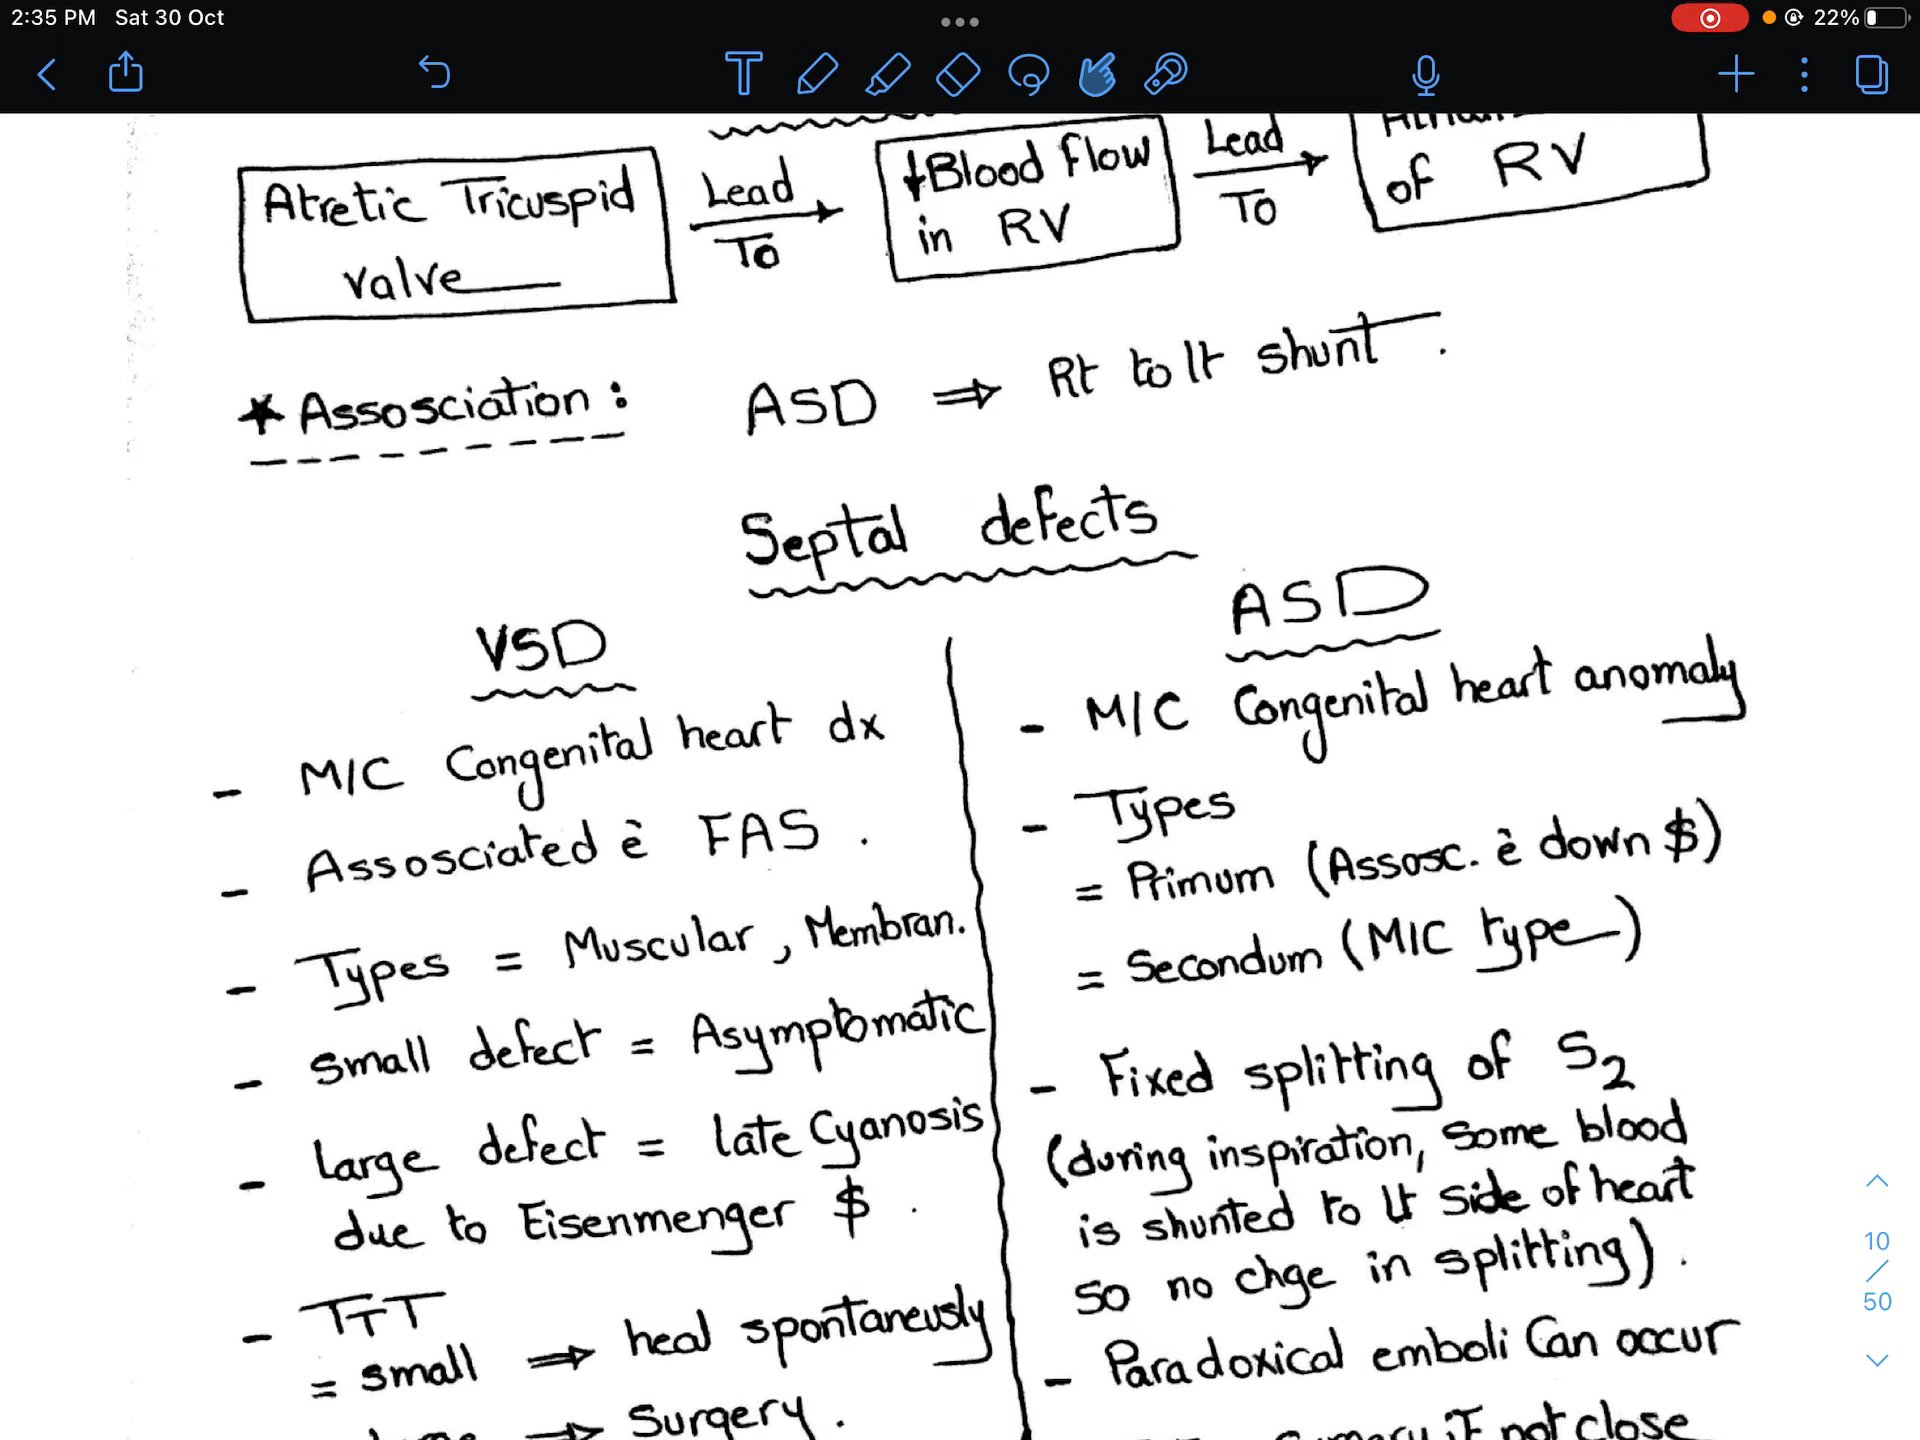 2:35 PM Sat 30 Oct
22%
Atretic Tricuspid
valve
Lead
To
↓Blood flow
in RV
Lead
To
of RV
* Assosciation :
ASD ⇒ Rt to lt shunt .
Septal defects
VSD
- M/C Congenital heart dx
- Assosciated è FAS .
- Types = Muscular, Membran.
- Small defect = Asymptomatic
- Large defect = late Cyanosis
due to Eisenmenger $ .
- TTT
= small ⇒ heal spontaneusly
⇒ Surgery .
ASD
- M/C Congenital heart anomaly
- Types
= Primum (Assosc. è down $)
= Secondum (M/C type)
- Fixed splitting of S2
(during inspiration, some blood
is shunted to lt side of heart
so no chge in splitting) .
- Paradoxical emboli Can occur
if not close
10
/
50